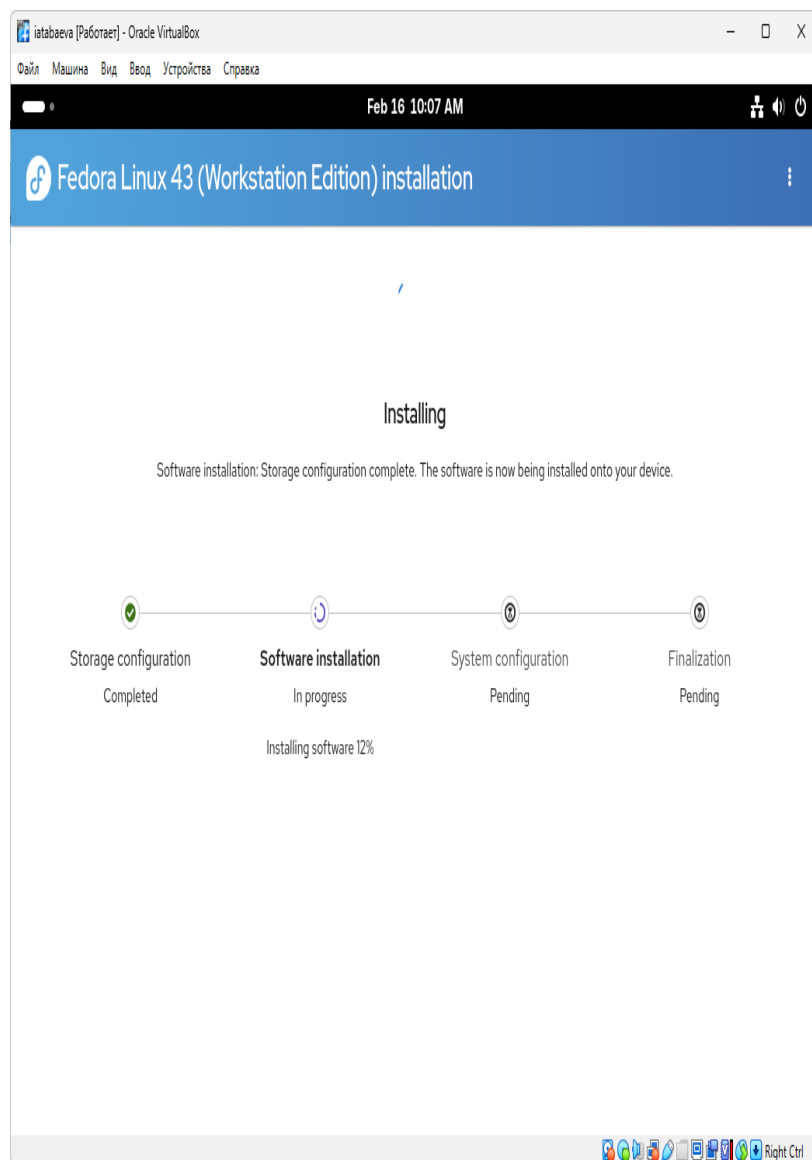 iatabaeva [Работает] - Oracle VirtualBox
Файл Машина Вид Ввод Устройства Справка
Feb 16 10:07 AM
Fedora Linux 43 (Workstation Edition) installation
Installing
Software installation: Storage configuration complete. The software is now being installed onto your device.
Storage configuration Software installation System configuration Finalization
Completed In progress Pending Pending
Installing software 12%
Right Ctrl